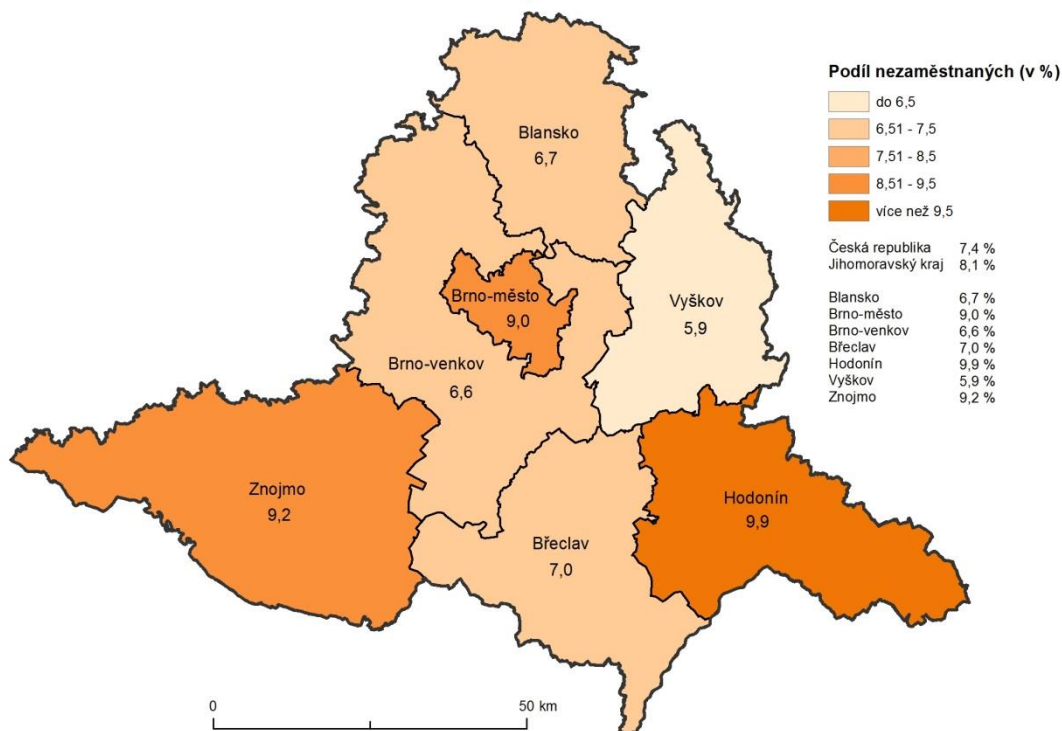 Podíl nezaměstnaných (v %)
do 6,5
6,51 - 7,5
7,51 - 8,5
8,51 - 9,5
více než 9,5
Česká republika 7,4 %
Jihomoravský kraj 8,1 %
Blansko 6,7 %
Brno-město 9,0 %
Brno-venkov 6,6 %
Břeclav 7,0 %
Hodonín 9,9 %
Vyškov 5,9 %
Znojmo 9,2 %
Blansko
6,7
Brno-město
9,0
Vyškov
5,9
Brno-venkov
6,6
Znojmo
9,2
Hodonín
9,9
Břeclav
7,0
0 50 km